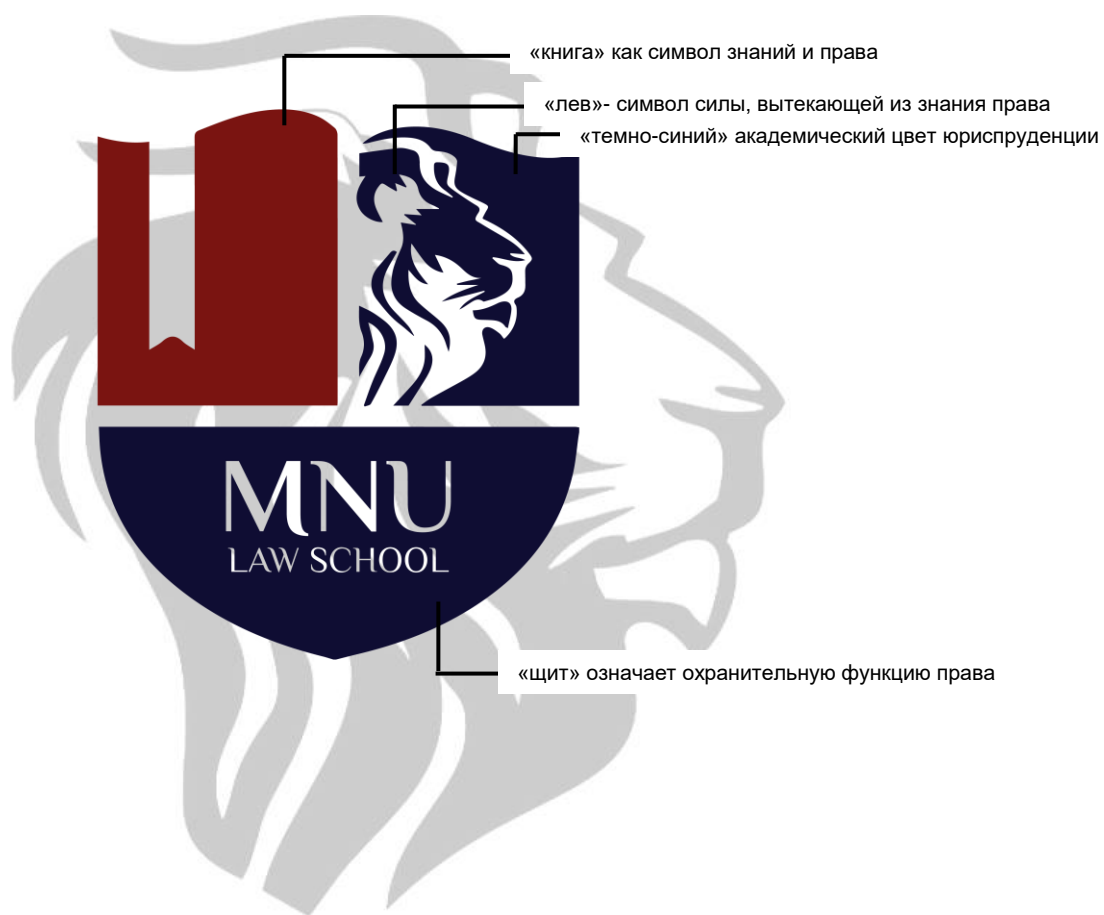 «книга» как символ знаний и права
«лев»- символ силы, вытекающей из знания права
«темно-синий» академический цвет юриспруденции
MNU
LAW SCHOOL
«щит» означает охранительную функцию права